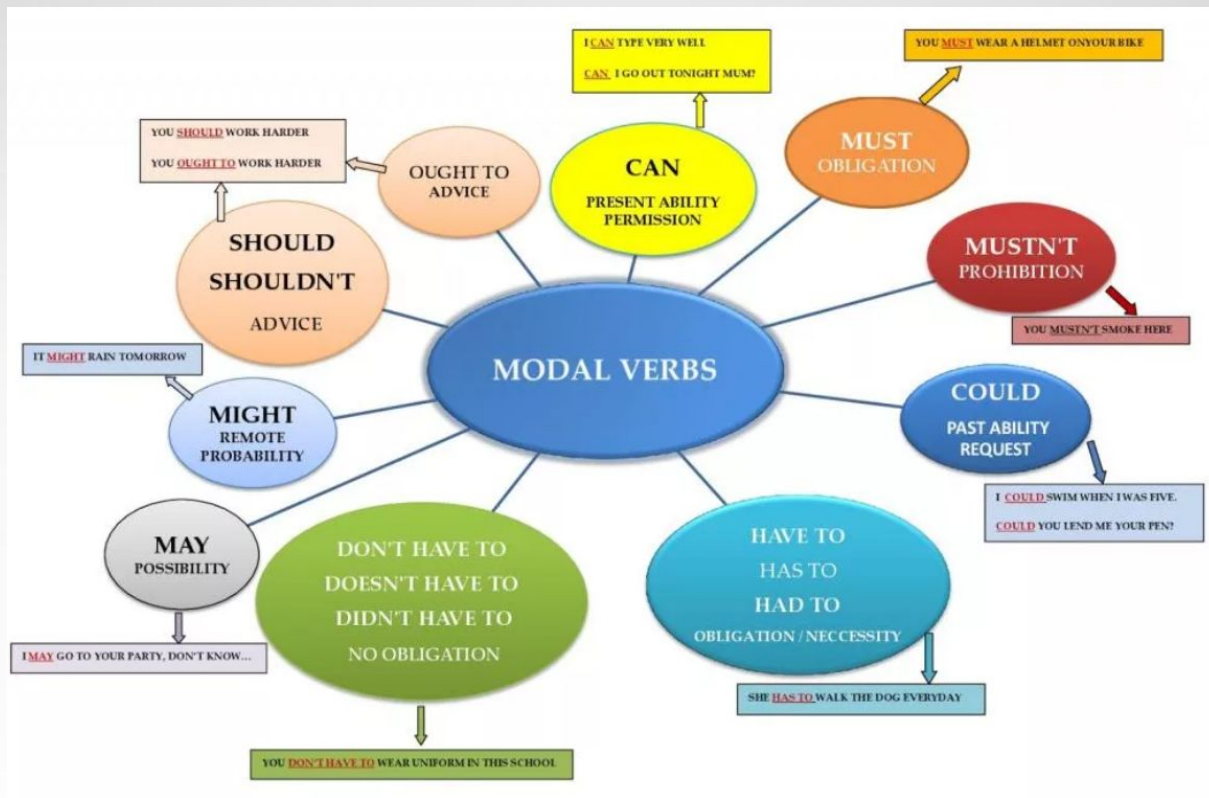 I CAN TYPE VERY WELL
CAN I GO OUT TONIGHT MUM?
YOU MUST WEAR A HELMET ONYOUR BIKE
YOU SHOULD WORK HARDER
YOU OUGHT TO WORK HARDER
OUGHT TO
ADVICE
CAN
PRESENT ABILITY
PERMISSION
MUST
OBLIGATION
SHOULD
SHOULDN'T
ADVICE
MUSTN'T
PROHIBITION
YOU MUSTN'T SMOKE HERE
IT MIGHT RAIN TOMORROW
MODAL VERBS
MIGHT
REMOTE
PROBABILITY
COULD
PAST ABILITY
REQUEST
I COULD SWIM WHEN I WAS FIVE.
COULD YOU LEND ME YOUR PEN?
MAY
POSSIBILITY
I MAY GO TO YOUR PARTY, DON'T KNOW...
DON'T HAVE TO
DOESN'T HAVE TO
DIDN'T HAVE TO
NO OBLIGATION
HAVE TO
HAS TO
HAD TO
OBLIGATION / NECCESSITY
SHE HAS TO WALK THE DOG EVERYDAY
YOU DON'T HAVE TO WEAR UNIFORM IN THIS SCHOOL